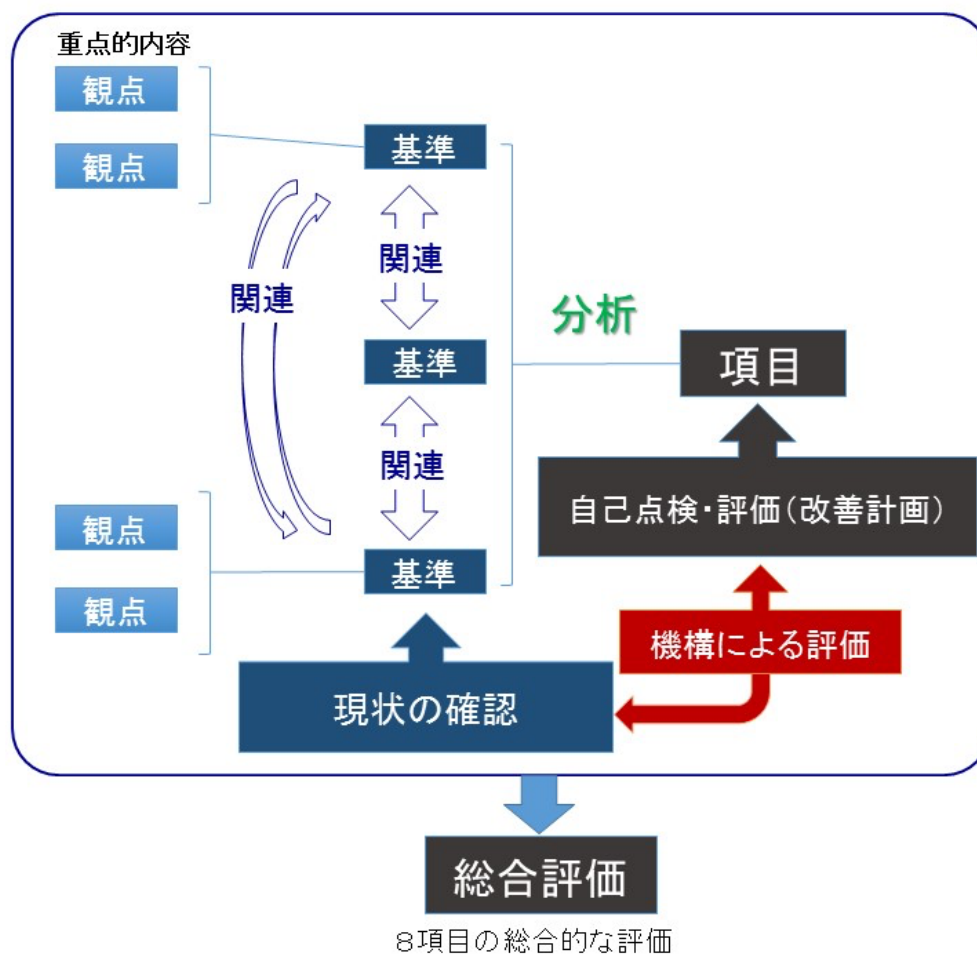 重点的内容
観点
観点
基準
関連
関連
基準
分析
項目
関連
観点
観点
基準
自己点検・評価（改善計画）
機構による評価
現状の確認
総合評価
８項目の総合的な評価